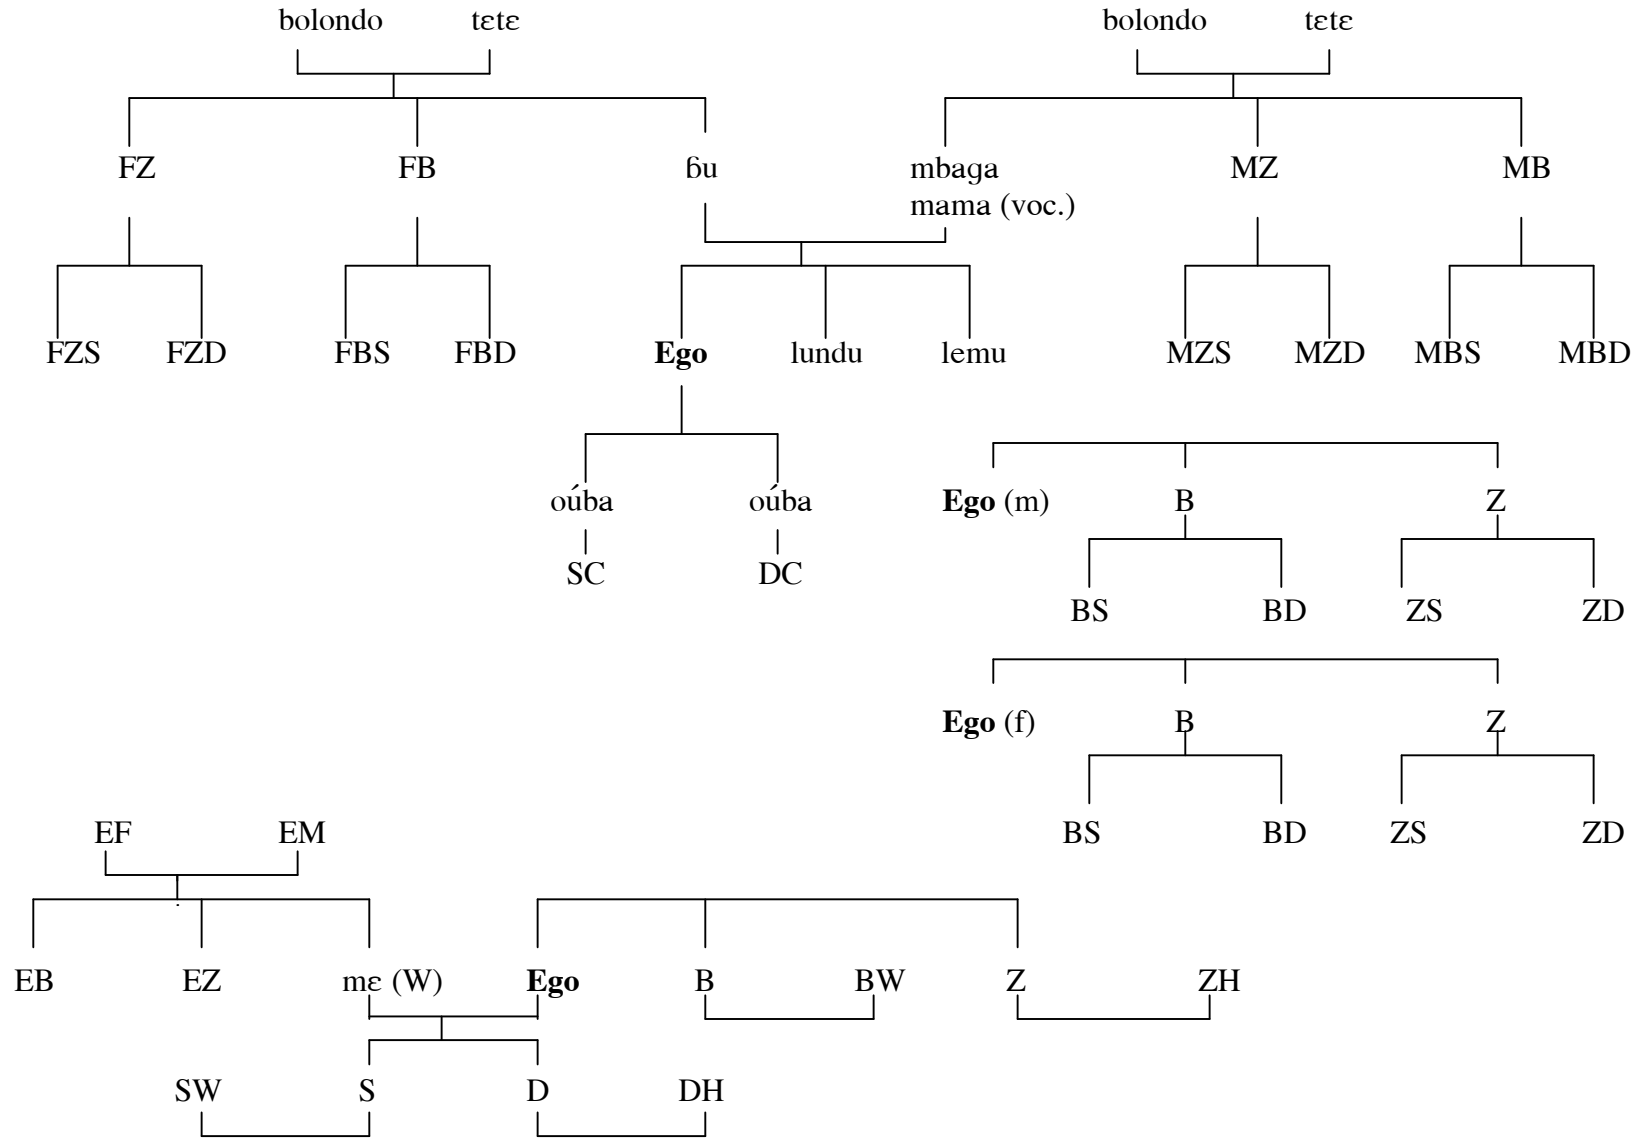 bolondo tɛtɛ bolondo tɛtɛ
FZ FB ɓu mbaga MZ MB
mama (voc.)
FZS FZD FBS FBD Ego lundu lemu MZS MZD MBS MBD
oúba oúba Ego (m) B Z
SC DC
BS BD ZS ZD
Ego (f) B Z
EF EM BS BD ZS ZD
EB EZ mɛ (W) Ego B BW Z ZH
SW S D DH